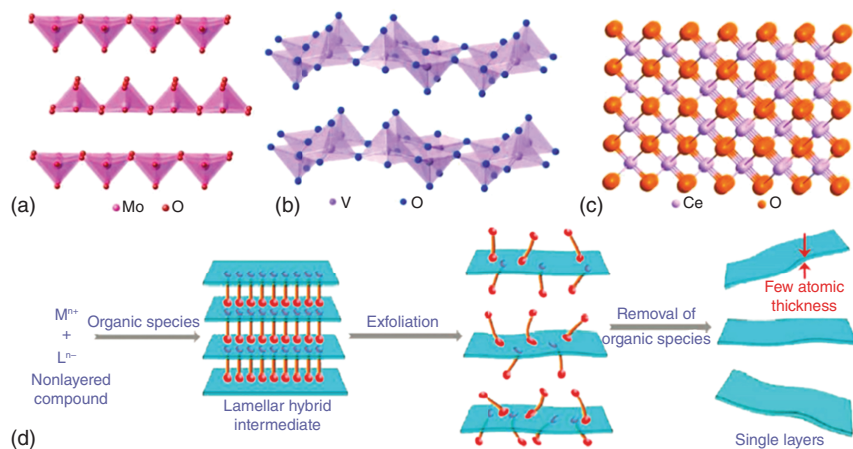 (a)
Mo
O
(b)
V
O
(c)
Ce
O
Mⁿ⁺
+
Lⁿ⁻
Nonlayered
compound
Organic species
Lamellar hybrid
intermediate
Exfoliation
Removal of
organic species
Few atomic
thickness
Single layers
(d)